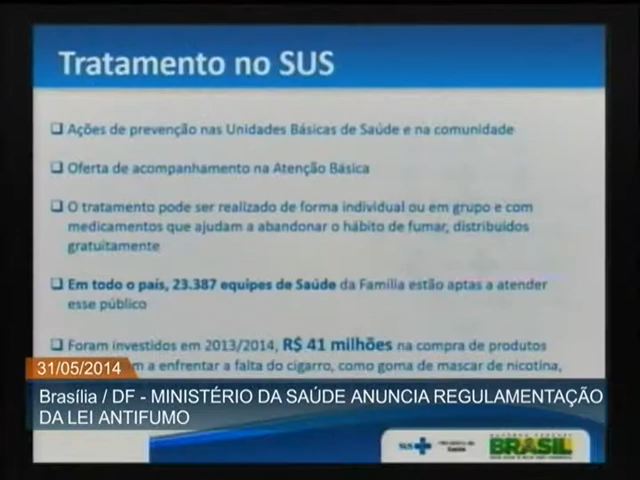 Tratamento no SUS
Ações de prevenção nas Unidades Básicas de Saúde e na comunidade
Oferta de acompanhamento na Atenção Básica
O tratamento pode ser realizado de forma individual ou em grupo e com
medicamentos que ajudam a abandonar o hábito de fumar, distribuídos
gratuitamente
Em todo o país, 23.387 equipes de Saúde da Família estão aptas a atender
esse público
Foram investidos em 2013/2014, R$ 41 milhões na compra de produtos
a enfrentar a falta do cigarro, como goma de mascar de nicotina,
31/05/2014
Brasília / DF - MINISTÉRIO DA SAÚDE ANUNCIA REGULAMENTAÇÃO
DA LEI ANTIFUMO
SUS
Ministério da
Saúde
BRASIL